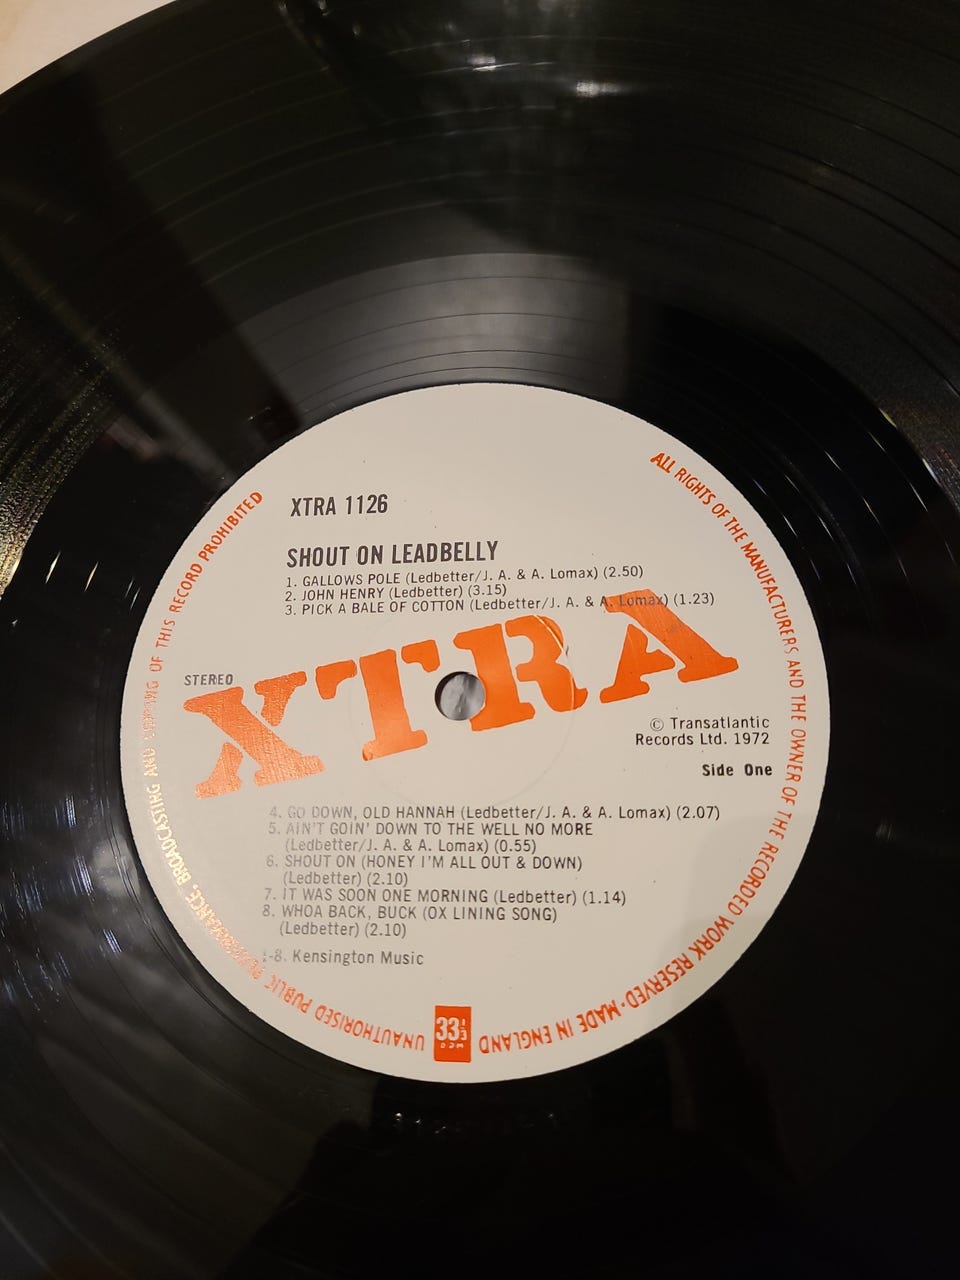 XTRA 1126
SHOUT ON LEADBELLY
1. GALLOWS POLE (Ledbetter/J. A. & A. Lomax) (2.50)
2. JOHN HENRY (Ledbetter) (3.15)
3. PICK A BALE OF COTTON (Ledbetter/J. A. & A. Lomax) (1.23)
STEREO
XTRA
© Transatlantic
Records Ltd. 1972
Side One
4. GO DOWN, OLD HANNAH (Ledbetter/J. A. & A. Lomax) (2.07)
5. AIN'T GOIN' DOWN TO THE WELL NO MORE
(Ledbetter/J. A. & A. Lomax) (0.55)
6. SHOUT ON (HONEY I'M ALL OUT & DOWN)
(Ledbetter) (2.10)
7. IT WAS SOON ONE MORNING (Ledbetter) (1.14)
8. WHOA BACK, BUCK (OX LINING SONG)
(Ledbetter) (2.10)
1-8. Kensington Music
33⅓
ALL RIGHTS OF THE MANUFACTURERS AND THE OWNER OF THE RECORDED WORK RESERVED · MADE IN ENGLAND
UNAUTHORISED PUBLIC PERFORMANCE, BROADCASTING AND COPYING OF THIS RECORD PROHIBITED